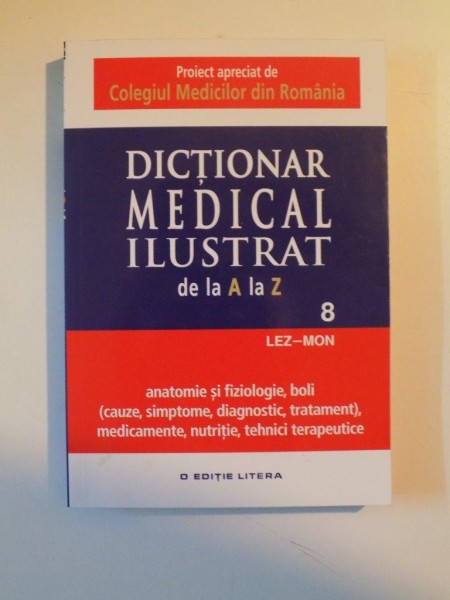 Proiect apreciat de
Colegiul Medicilor din România
DICȚIONAR
MEDICAL
ILUSTRAT
de la A la Z
8
LEZ–MON
anatomie și fiziologie, boli
(cauze, simptome, diagnostic, tratament),
medicamente, nutriție, tehnici terapeutice
O EDIȚIE LITERA